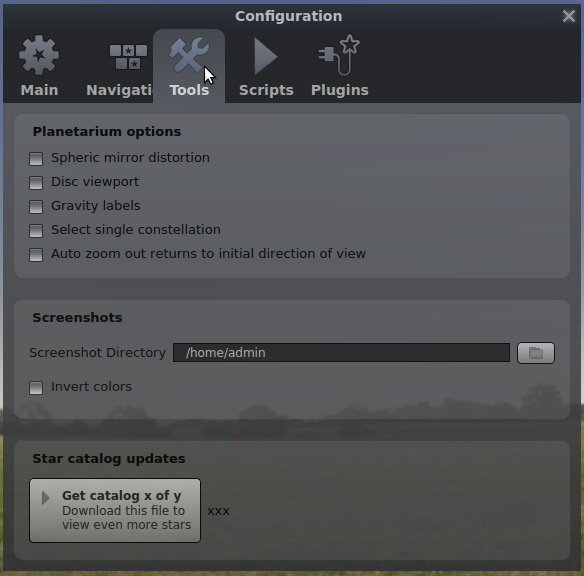 Configuration
Main Navigati Tools Scripts Plugins
Planetarium options
Spheric mirror distortion
Disc viewport
Gravity labels
Select single constellation
Auto zoom out returns to initial direction of view
Screenshots
Screenshot Directory /home/admin
Invert colors
Star catalog updates
Get catalog x of y
Download this file to
view even more stars
xxx